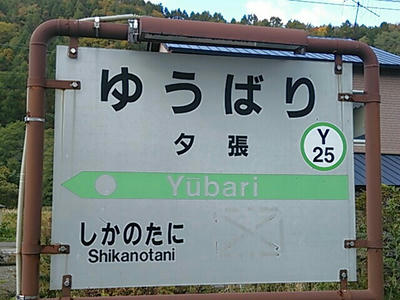 ゆうばり
夕張
Y
25
Yūbari
しかのたに
Shikanotani